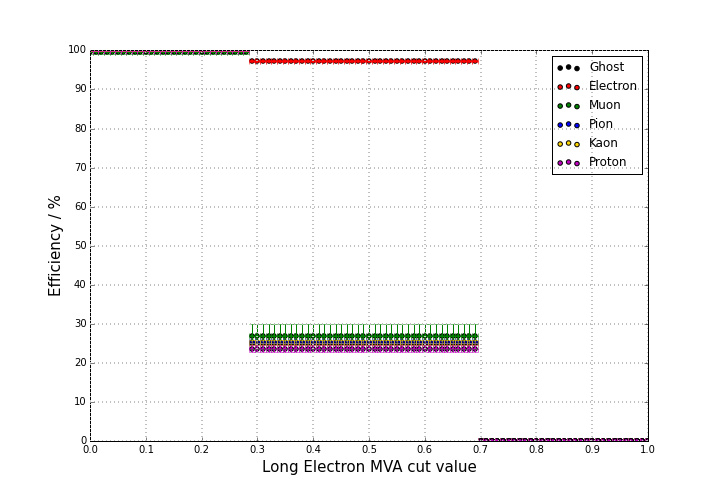 100
90
80
70
60
50
40
30
20
10
0
Efficiency / %
0.0 0.1 0.2 0.3 0.4 0.5 0.6 0.7 0.8 0.9 1.0
Long Electron MVA cut value
Ghost
Electron
Muon
Pion
Kaon
Proton